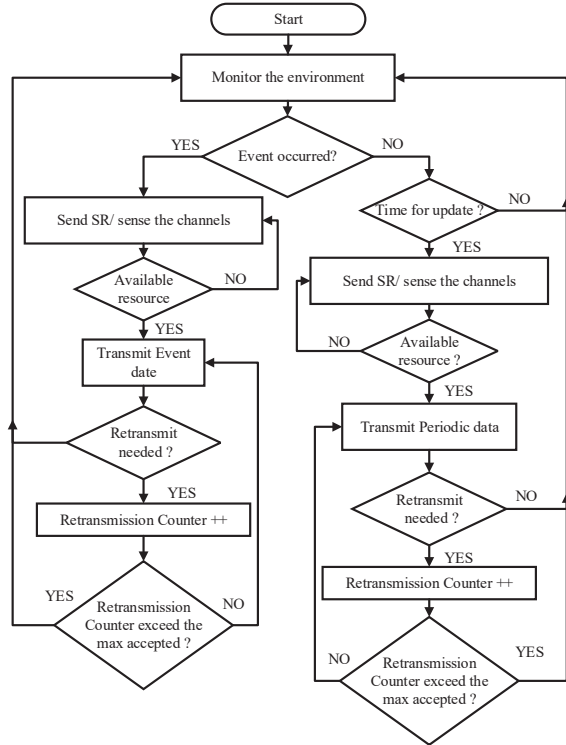 Start
Monitor the environment
YES
NO
Event occurred?
Send SR/ sense the channels
Time for update ?
NO
YES
Available
resource
NO
Send SR/ sense the channels
YES
Transmit Event
date
NO
Available
resource ?
YES
Retransmit
needed ?
Transmit Periodic data
YES
Retransmission Counter ++
Retransmit
needed ?
NO
YES
Retransmission Counter ++
YES
NO
Retransmission
Counter exceed the
max accepted ?
NO
YES
Retransmission
Counter exceed the
max accepted ?